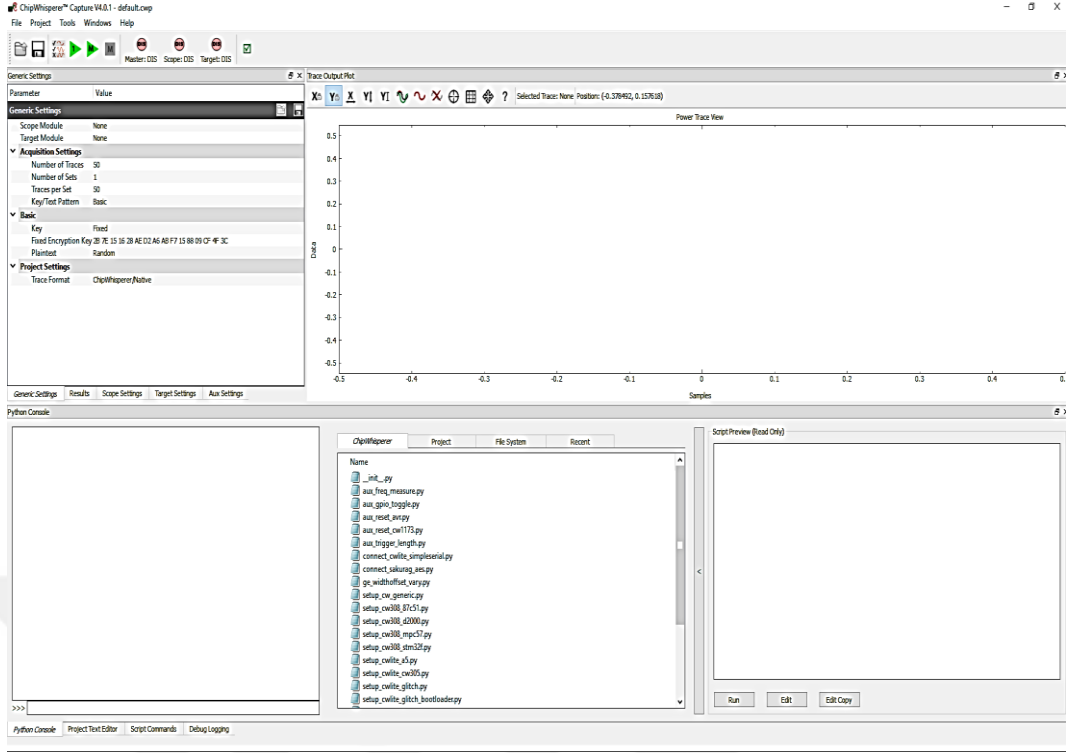 ChipWhisperer™ Capture V4.0.1 - default.cwp
File Project Tools Windows Help
Master: DIS Scope: DIS Target: DIS
Generic Settings
Parameter Value
Generic Settings
Scope Module None
Target Module None
Acquisition Settings
Number of Traces 50
Number of Sets 1
Traces per Set 50
Key/Text Pattern Basic
Basic
Key Fixed
Fixed Encryption Key 2B 7E 15 16 28 AE D2 A6 AB F7 15 88 09 CF 4F 3C
Plaintext Random
Project Settings
Trace Format ChipWhisperer/Native
Generic Settings Results Scope Settings Target Settings Aux Settings
Trace Output Plot
Selected Trace: None Position: (-0.378492, 0.157618)
Power Trace View
0.5
0.4
0.3
0.2
0.1
0
-0.1
-0.2
-0.3
-0.4
-0.5
Data
-0.5 -0.4 -0.3 -0.2 -0.1 0 0.1 0.2 0.3 0.4 0.
Samples
Python Console
>>>
ChipWhisperer Project File System Recent
Name
__init__.py
aux_freq_measure.py
aux_gpio_toggle.py
aux_reset_avr.py
aux_reset_cw1173.py
aux_trigger_length.py
connect_cwlite_simpleserial.py
connect_sakurag_aes.py
ge_widthoffset_vary.py
setup_cw_generic.py
setup_cw308_87c51.py
setup_cw308_d2000.py
setup_cw308_mpc57.py
setup_cw308_stm32f.py
setup_cwlite_a5.py
setup_cwlite_cw305.py
setup_cwlite_glitch.py
setup_cwlite_glitch_bootloader.py
<
Script Preview (Read Only)
Run Edit Edit Copy
Python Console Project Text Editor Script Commands Debug Logging